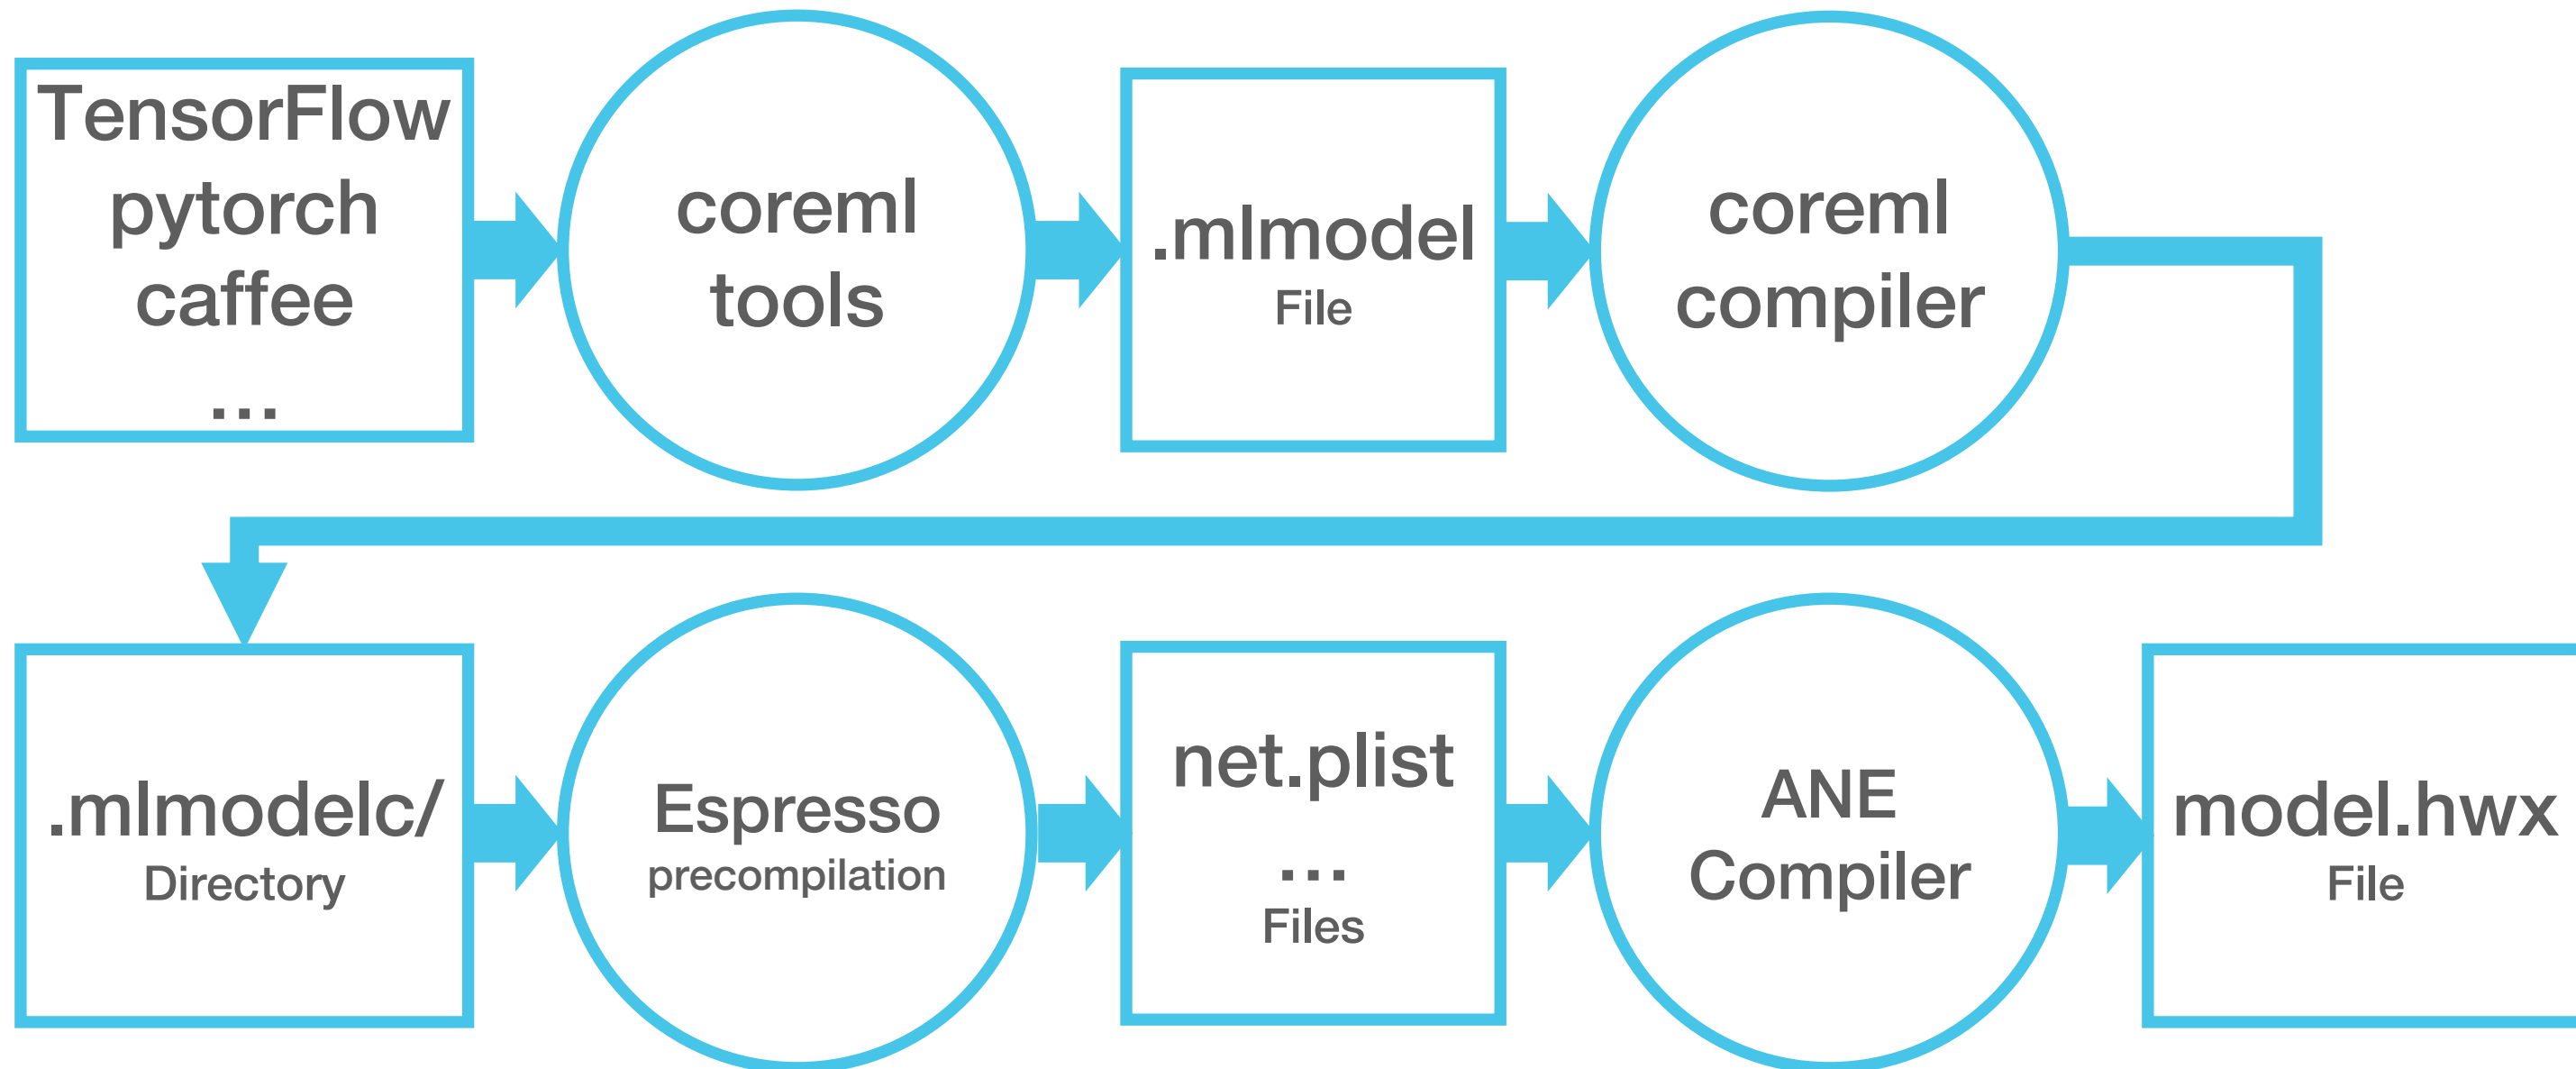 TensorFlow
pytorch
caffee
...
coreml
tools
.mlmodel
File
coreml
compiler
.mlmodelc/
Directory
Espresso
precompilation
net.plist
...
Files
ANE
Compiler
model.hwx
File